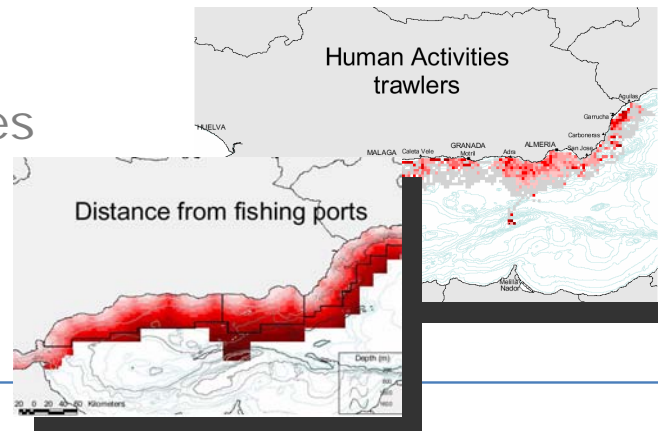 es
Human Activities
trawlers
HUELVA
Aguilas
Garrucha
Carboneras
San Jose
ALMERIA
Adra
GRANADA
Motril
Caleta Vele
MALAGA
Melilla
Nador
Distance from fishing ports
Depth (m)
20 0 20 40 60 Kilometers